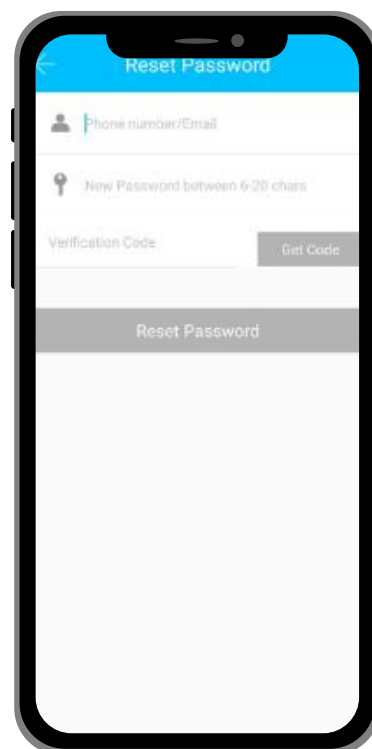 Reset Password
Phone number/Email
New Password between 6-20 chars
Verification Code
Get Code
Reset Password